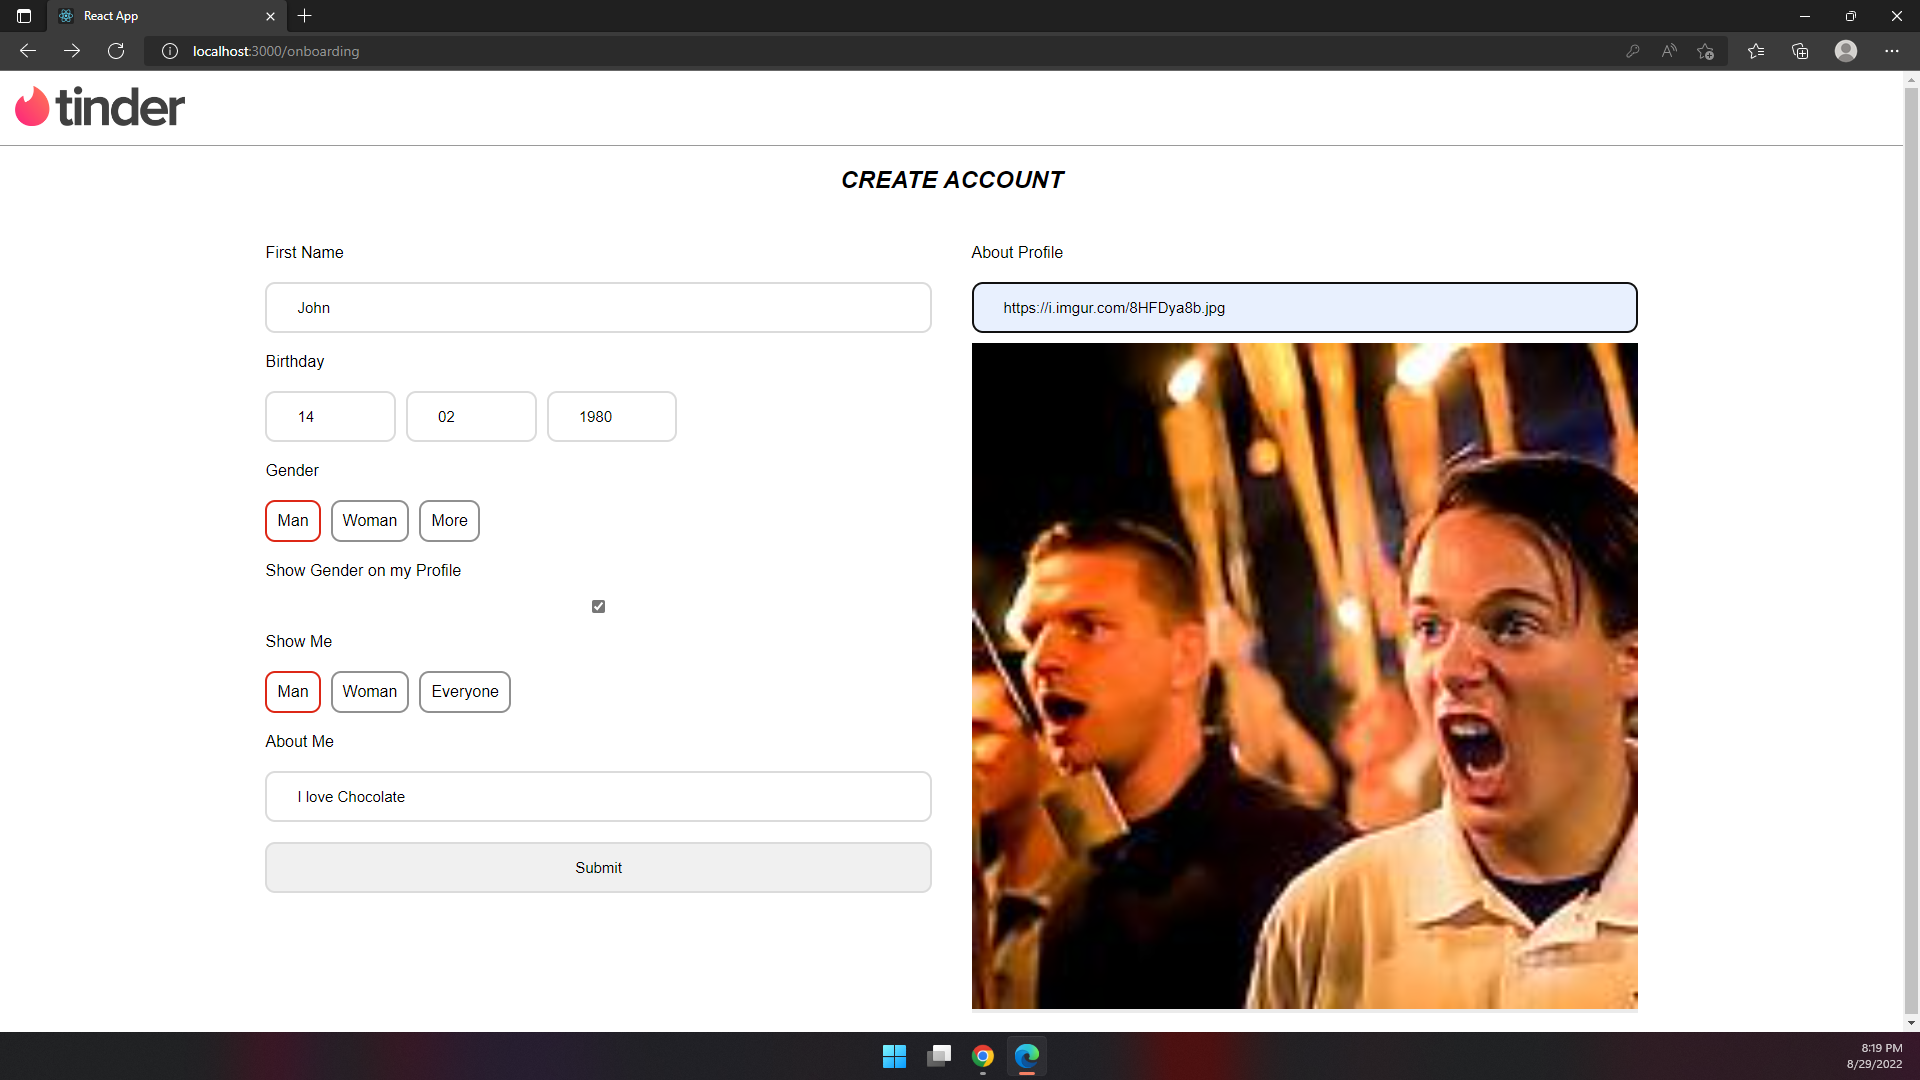 React App
localhost:3000/onboarding
tinder
CREATE ACCOUNT
First Name
John
Birthday
14 02 1980
Gender
Man Woman More
Show Gender on my Profile
Show Me
Man Woman Everyone
About Me
I love Chocolate
Submit
About Profile
https://i.imgur.com/8HFDya8b.jpg
8:19 PM
8/29/2022